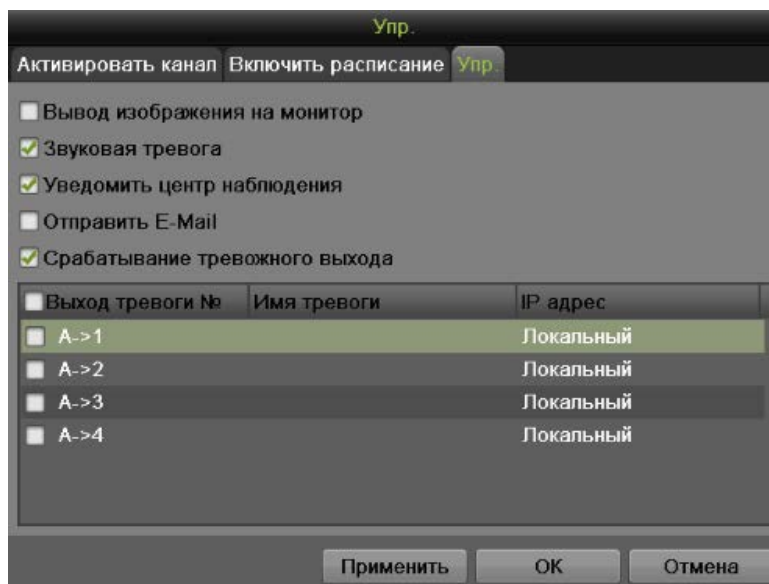 Упр.
Активировать канал Включить расписание Упр.
Вывод изображения на монитор
Звуковая тревога
Уведомить центр наблюдения
Отправить E-Mail
Срабатывание тревожного выхода
Выход тревоги № Имя тревоги IP адрес
A->1 Локальный
A->2 Локальный
A->3 Локальный
A->4 Локальный
Применить OK Отмена